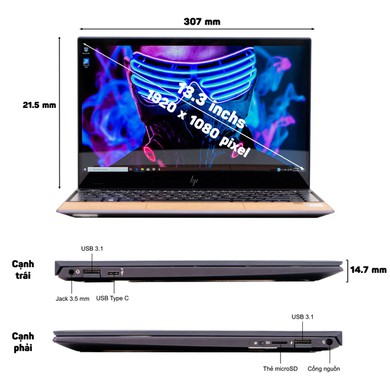 307 mm
21.5 mm
13.3 inchs
1920 x 1080 pixel
hp
Cạnh
trái
USB 3.1
14.7 mm
Jack 3.5 mm
USB Type C
Cạnh
phải
USB 3.1
Thẻ microSD
Cổng nguồn